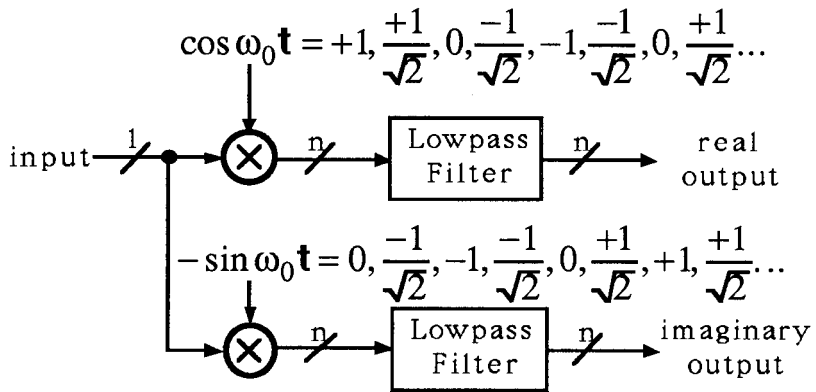 cos ω₀t = +1, +1/√2, 0, -1/√2, -1, -1/√2, 0, +1/√2...
input
1
n
Lowpass
Filter
n
real
output
-sin ω₀t = 0, -1/√2, -1, -1/√2, 0, +1/√2, +1, +1/√2...
n
Lowpass
Filter
n
imaginary
output